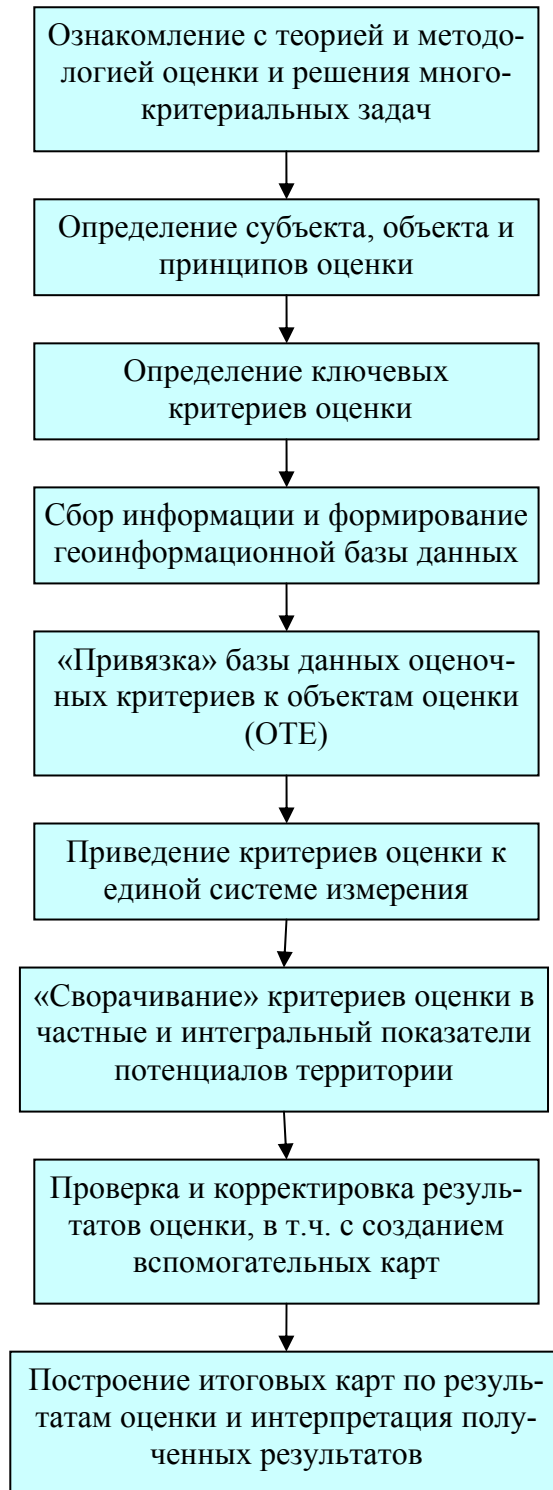 Ознакомление с теорией и методо-
логией оценки и решения много-
критериальных задач
Определение субъекта, объекта и
принципов оценки
Определение ключевых
критериев оценки
Сбор информации и формирование
геоинформационной базы данных
«Привязка» базы данных оценоч-
ных критериев к объектам оценки
(ОТЕ)
Приведение критериев оценки к
единой системе измерения
«Сворачивание» критериев оценки в
частные и интегральный показатели
потенциалов территории
Проверка и корректировка резуль-
татов оценки, в т.ч. с созданием
вспомогательных карт
Построение итоговых карт по резуль-
татам оценки и интерпретация полу-
ченных результатов